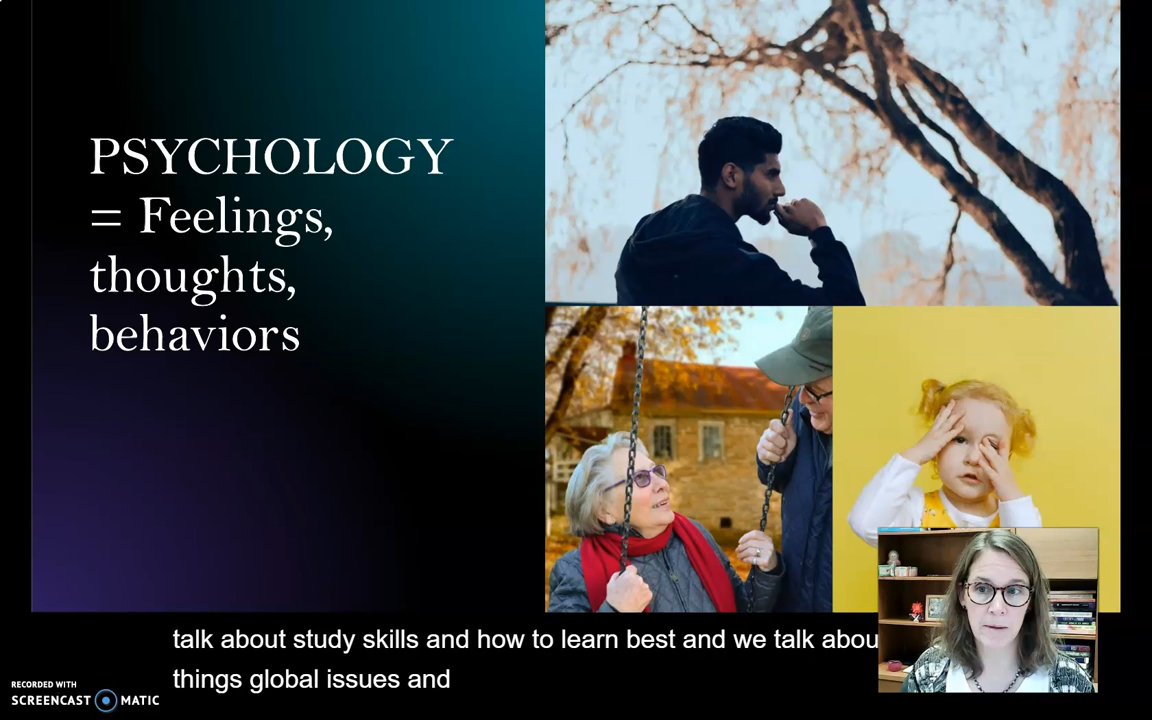 PSYCHOLOGY
= Feelings,
thoughts,
behaviors
talk about study skills and how to learn best and we talk
things global issues and
RECORDED WITH
SCREENCAST MATIC